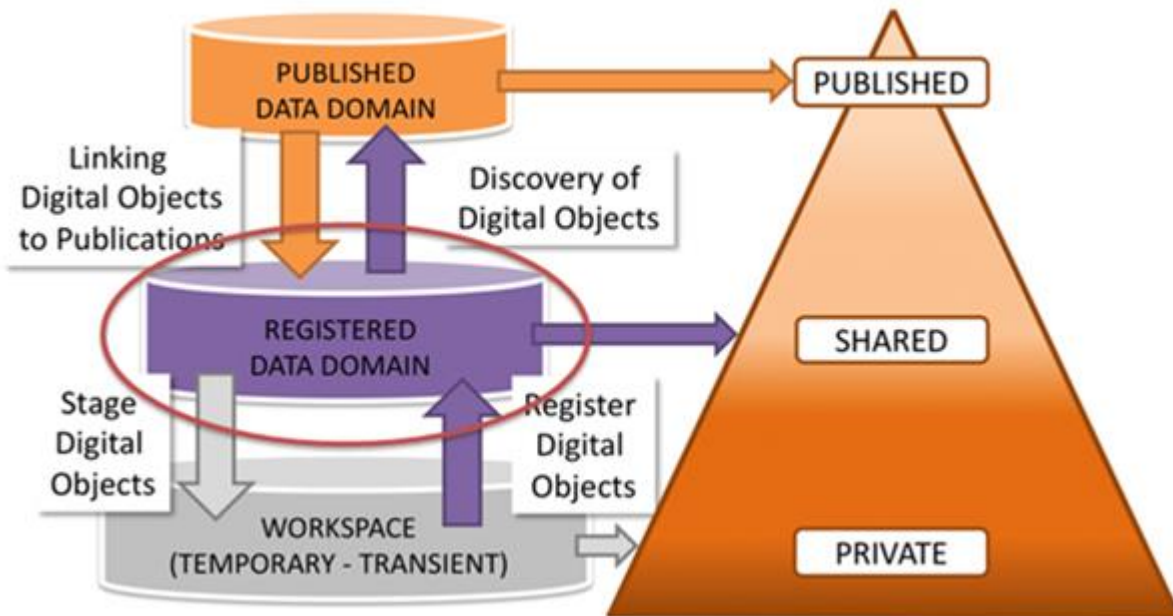 PUBLISHED
DATA DOMAIN
PUBLISHED
Linking
Digital Objects
to Publications
Discovery of
Digital Objects
REGISTERED
DATA DOMAIN
SHARED
Stage
Digital
Objects
Register
Digital
Objects
WORKSPACE
(TEMPORARY - TRANSIENT)
PRIVATE